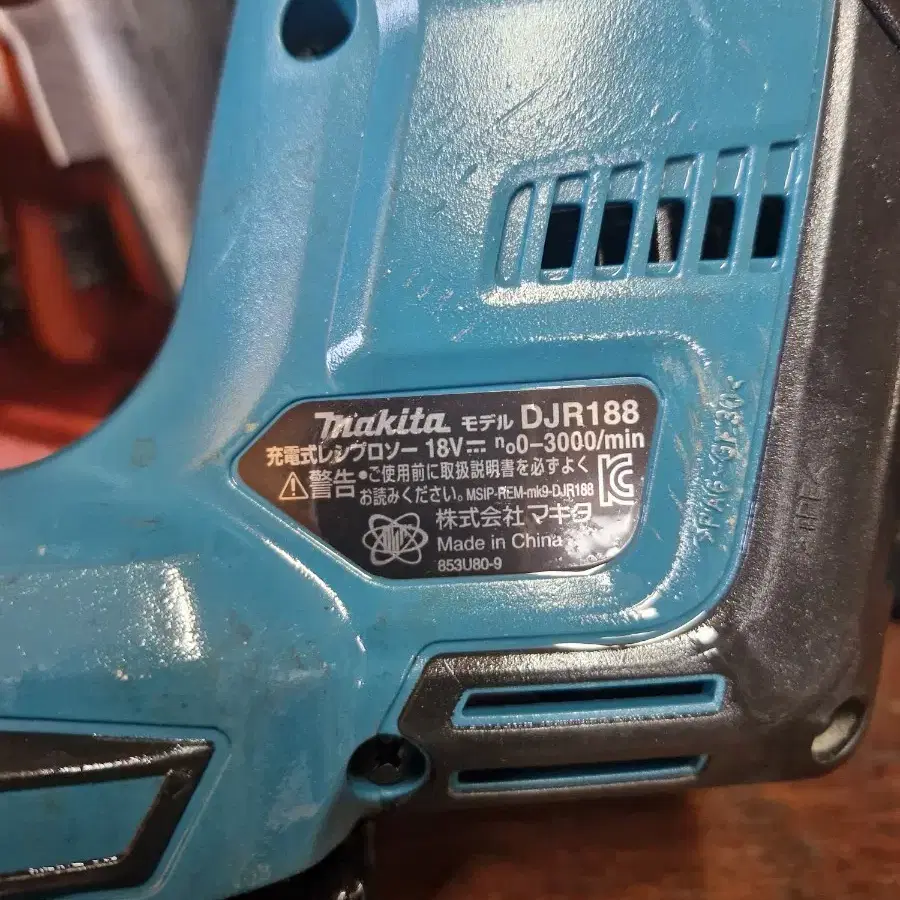 makita モデル DJR188
充電式レシプロソー 18V⎓ n₀0-3000/min
⚠警告 •ご使用前に取扱説明書を必ずよく
お読みください。MSIP-REM-mk9-DJR188
株式会社マキタ
Made in China
853U80-9
>PA6-GF30<